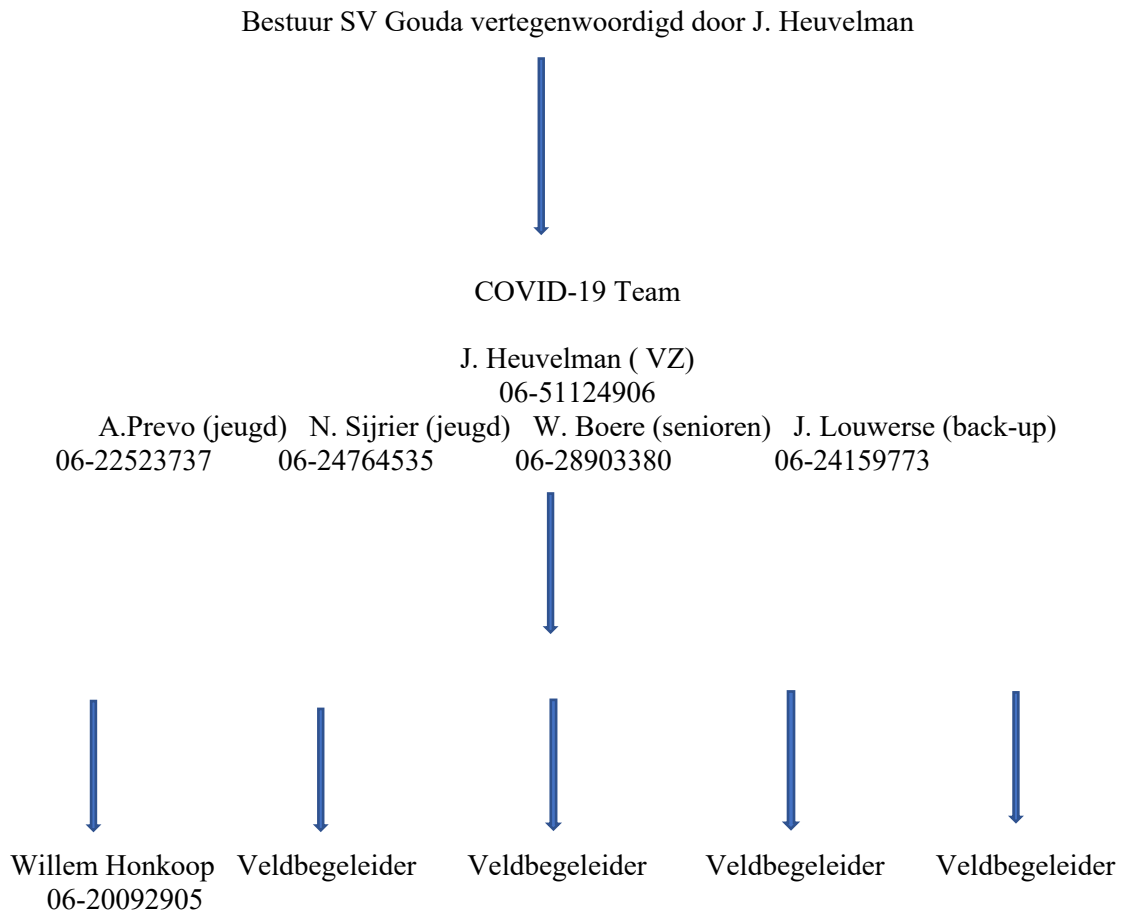 Bestuur SV Gouda vertegenwoordigd door J. Heuvelman
COVID-19 Team
J. Heuvelman ( VZ)
06-51124906
A.Prevo (jeugd) N. Sijrier (jeugd) W. Boere (senioren) J. Louwerse (back-up)
06-22523737 06-24764535 06-28903380 06-24159773
Willem Honkoop Veldbegeleider Veldbegeleider Veldbegeleider Veldbegeleider
06-20092905